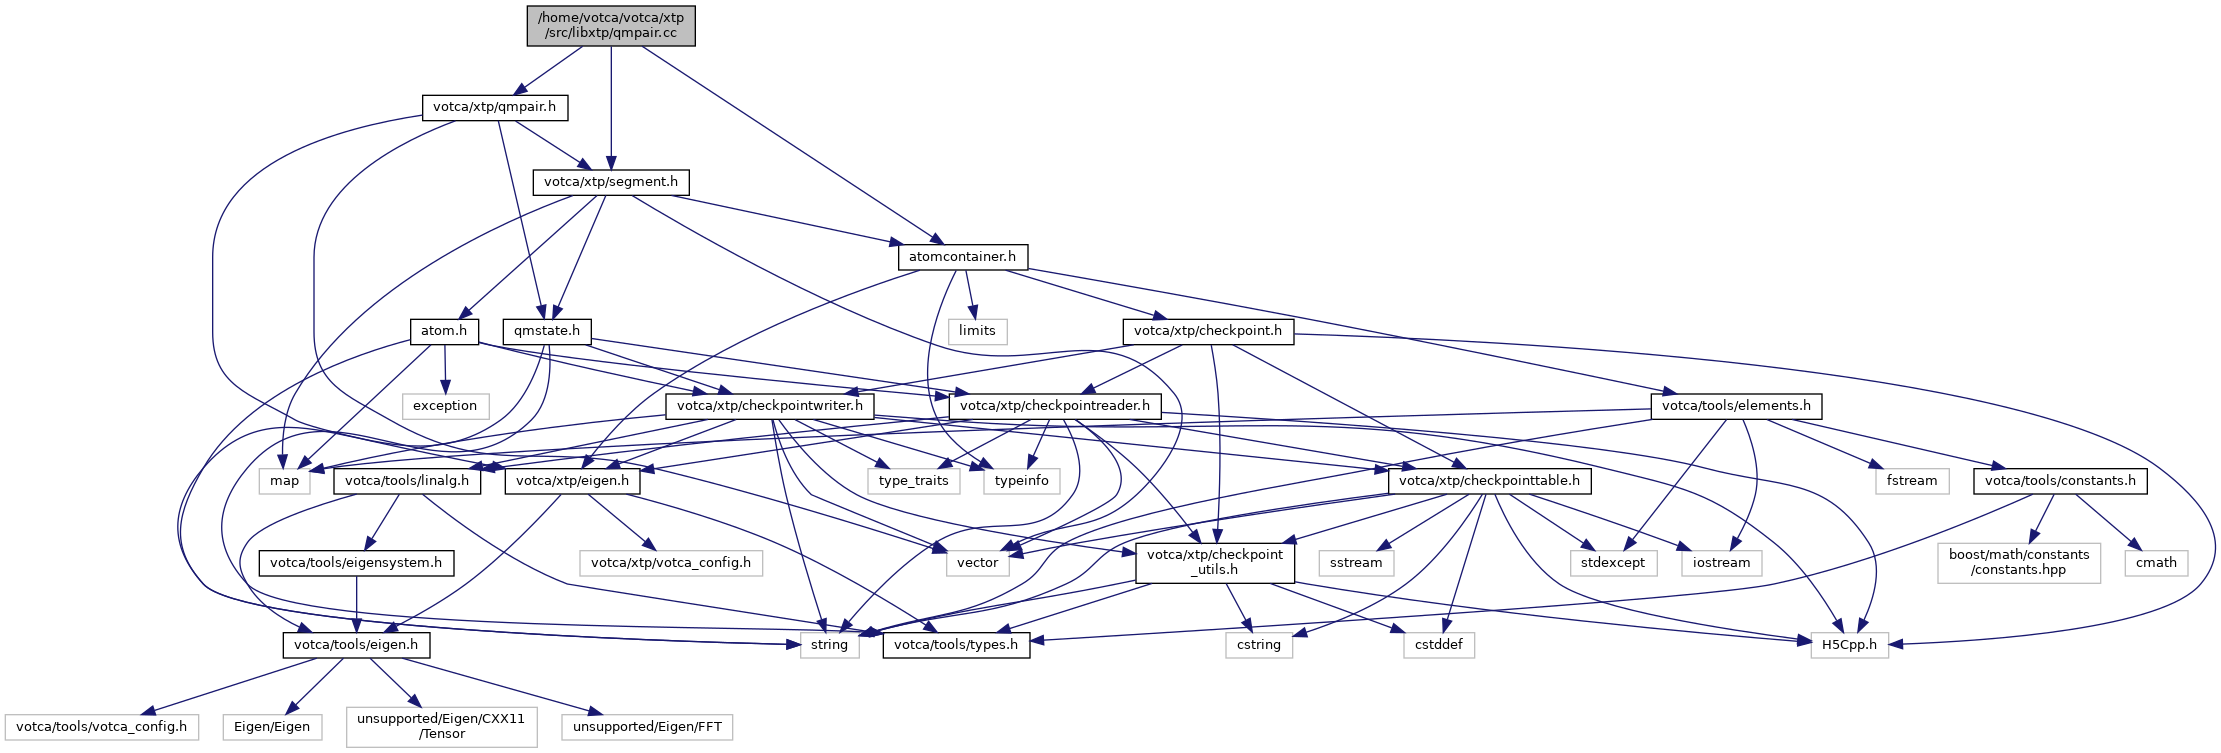 /home/votca/votca/xtp
/src/libxtp/qmpair.cc
votca/xtp/qmpair.h
votca/xtp/segment.h
atomcontainer.h
atom.h
qmstate.h
limits
votca/xtp/checkpoint.h
exception
votca/xtp/checkpointwriter.h
votca/xtp/checkpointreader.h
votca/tools/elements.h
map
votca/tools/linalg.h
votca/xtp/eigen.h
type_traits
typeinfo
votca/xtp/checkpointtable.h
fstream
votca/tools/constants.h
votca/tools/eigensystem.h
votca/xtp/votca_config.h
vector
votca/xtp/checkpoint
_utils.h
sstream
stdexcept
iostream
boost/math/constants
/constants.hpp
cmath
votca/tools/eigen.h
string
votca/tools/types.h
cstring
cstddef
H5Cpp.h
votca/tools/votca_config.h
Eigen/Eigen
unsupported/Eigen/CXX11
/Tensor
unsupported/Eigen/FFT